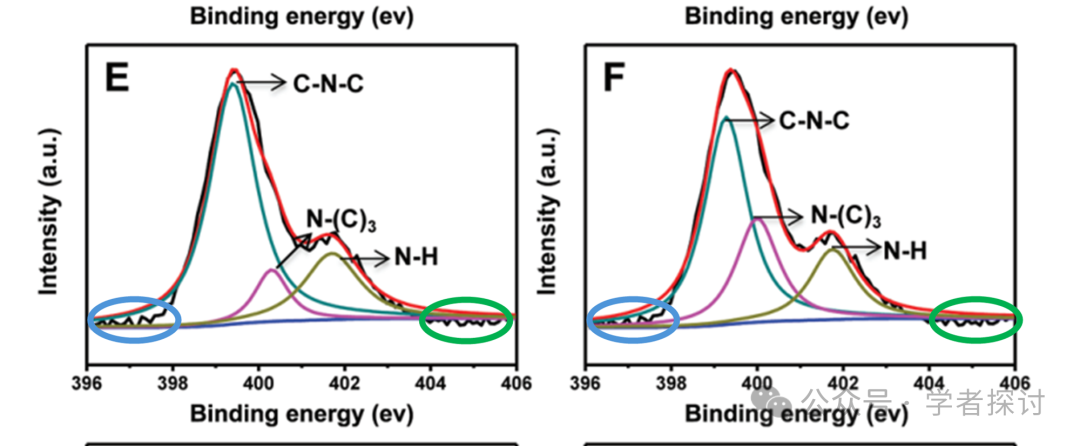 Binding energy (ev)
Binding energy (ev)
E
C-N-C
N-(C)3
N-H
Intensity (a.u.)
396 398 400 402 404 406
Binding energy (ev)
F
C-N-C
N-(C)3
N-H
Intensity (a.u.)
396 398 400 402 404 406
Binding energy (ev)
公众号·学者探讨